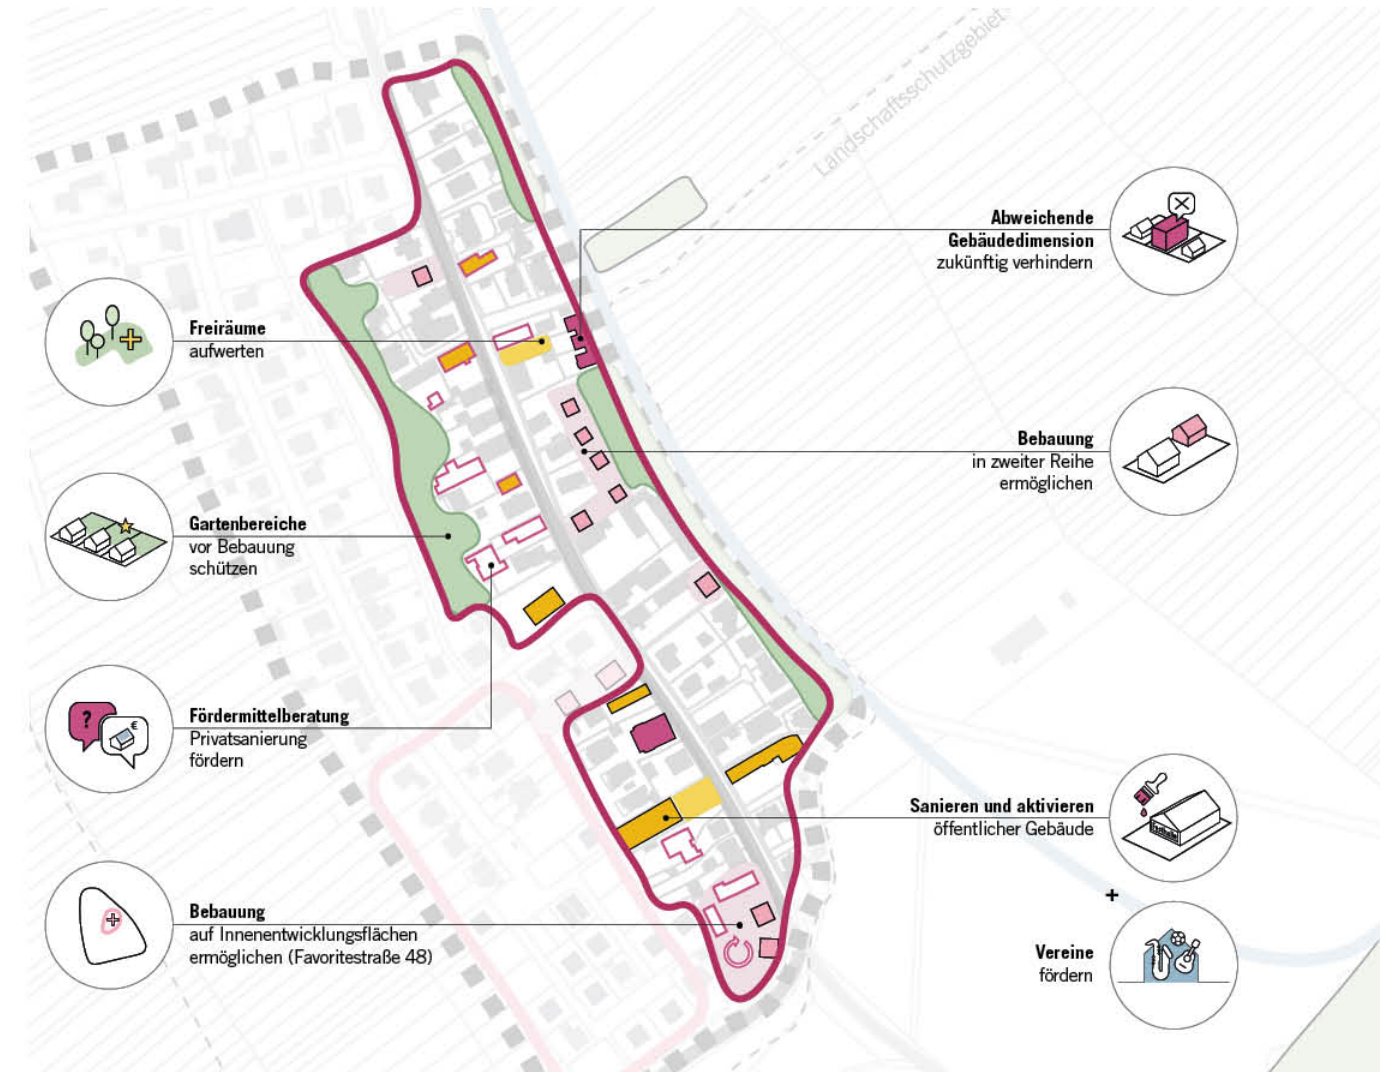 Landschaftsschutzgebiet
Abweichende
Gebäudedimension
zukünftig verhindern
Freiräume
aufwerten
Bebauung
in zweiter Reihe
ermöglichen
Gartenbereiche
vor Bebauung
schützen
?
€
Fördermittelberatung
Privatsanierung
fördern
Sanieren und aktivieren
öffentlicher Gebäude
+
Bebauung
auf Innenentwicklungsflächen
ermöglichen (Favoritestraße 48)
Vereine
fördern